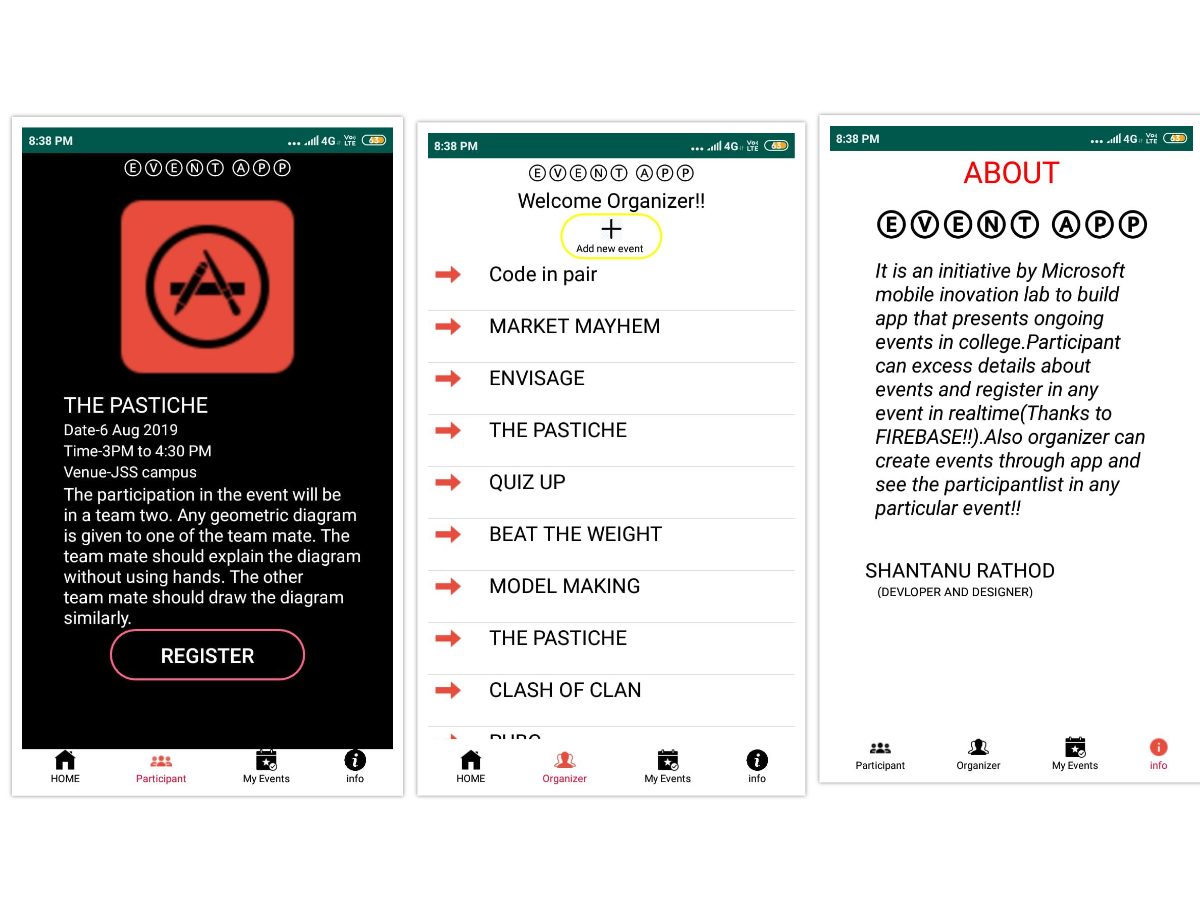 8:38 PM
4G
Vo LTE
63
ⒺⓋⒺⓃⓉ ⒶⓅⓅ
THE PASTICHE
Date-6 Aug 2019
Time-3PM to 4:30 PM
Venue-JSS campus
The participation in the event will be
in a team two. Any geometric diagram
is given to one of the team mate. The
team mate should explain the diagram
without using hands. The other
team mate should draw the diagram
similarly.
REGISTER
HOME
Participant
My Events
info
8:38 PM
4G
Vo LTE
63
ⒺⓋⒺⓃⓉ ⒶⓅⓅ
Welcome Organizer!!
Add new event
Code in pair
MARKET MAYHEM
ENVISAGE
THE PASTICHE
QUIZ UP
BEAT THE WEIGHT
MODEL MAKING
THE PASTICHE
CLASH OF CLAN
HOME
Organizer
My Events
info
8:38 PM
4G
Vo LTE
63
ABOUT
ⒺⓋⒺⓃⓉ ⒶⓅⓅ
It is an initiative by Microsoft
mobile inovation lab to build
app that presents ongoing
events in college.Participant
can excess details about
events and register in any
event in realtime(Thanks to
FIREBASE!!).Also organizer can
create events through app and
see the participantlist in any
particular event!!
SHANTANU RATHOD
(DEVLOPER AND DESIGNER)
Participant
Organizer
My Events
info